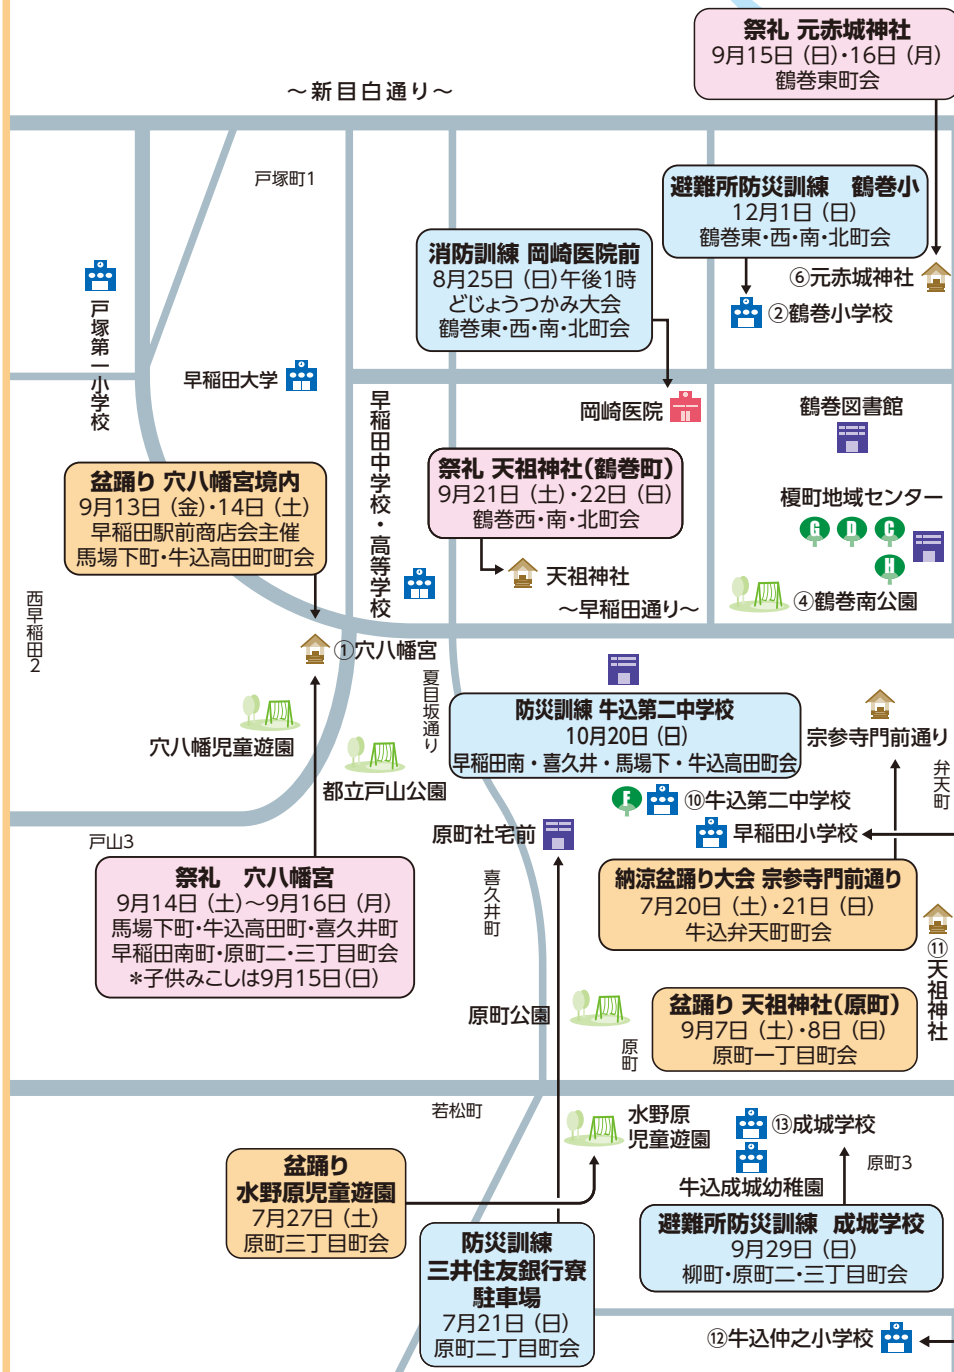 祭礼 元赤城神社
9月15日（日）・16日（月）
鶴巻東町会
～新目白通り～
戸塚町1
避難所防災訓練　鶴巻小
12月1日（日）
鶴巻東・西・南・北町会
消防訓練 岡崎医院前
8月25日（日）午後1時
どじょうつかみ大会
鶴巻東・西・南・北町会
⑥元赤城神社
②鶴巻小学校
戸塚第一小学校
早稲田大学
早稲田中学校・高等学校
岡崎医院
鶴巻図書館
盆踊り 穴八幡宮境内
9月13日（金）・14日（土）
早稲田駅前商店会主催
馬場下町・牛込高田町町会
祭礼 天祖神社（鶴巻町）
9月21日（土）・22日（日）
鶴巻西・南・北町会
榎町地域センター
G D C
H
天祖神社
～早稲田通り～
④鶴巻南公園
西早稲田2
①穴八幡宮
夏目坂通り
穴八幡児童遊園
都立戸山公園
防災訓練 牛込第二中学校
10月20日（日）
早稲田南・喜久井・馬場下・牛込高田町会
宗参寺門前通り
弁天町
F
⑩牛込第二中学校
早稲田小学校
戸山3
原町社宅前
祭礼　穴八幡宮
9月14日（土）～9月16日（月）
馬場下町・牛込高田町・喜久井町
早稲田南町・原町二・三丁目町会
＊子供みこしは9月15日（日）
喜久井町
納涼盆踊り大会 宗参寺門前通り
7月20日（土）・21日（日）
牛込弁天町町会
⑪天祖神社
原町公園
原町
盆踊り 天祖神社（原町）
9月7日（土）・8日（日）
原町一丁目町会
若松町
水野原
児童遊園
⑬成城学校
原町3
牛込成城幼稚園
盆踊り
水野原児童遊園
7月27日（土）
原町三丁目町会
防災訓練
三井住友銀行寮
駐車場
7月21日（日）
原町二丁目町会
避難所防災訓練　成城学校
9月29日（日）
柳町・原町二・三丁目町会
⑫牛込仲之小学校